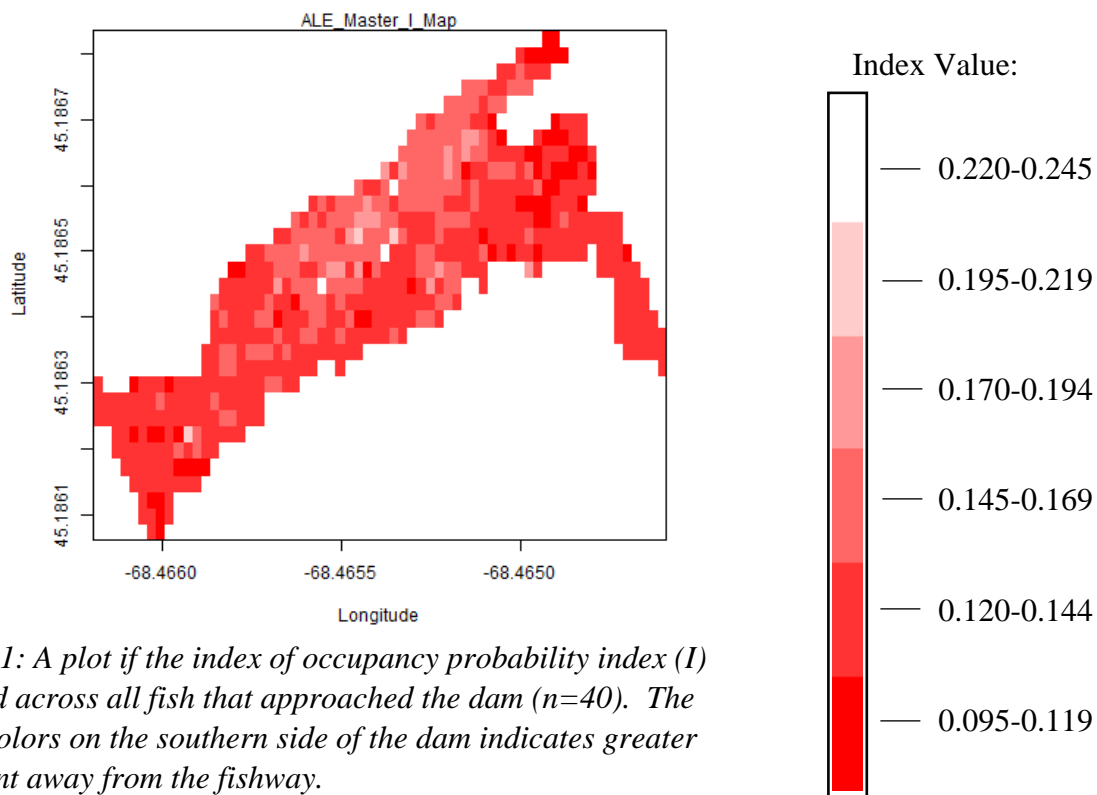 ALE_Master_I_Map
Latitude
45.1867
45.1865
45.1863
45.1861
-68.4660
-68.4655
-68.4650
Longitude
Index Value:
0.220-0.245
0.195-0.219
0.170-0.194
0.145-0.169
0.120-0.144
0.095-0.119
1: A plot if the index of occupancy probability index (I)
across all fish that approached the dam (n=40). The
on the southern side of the dam indicates greater
away from the fishway.